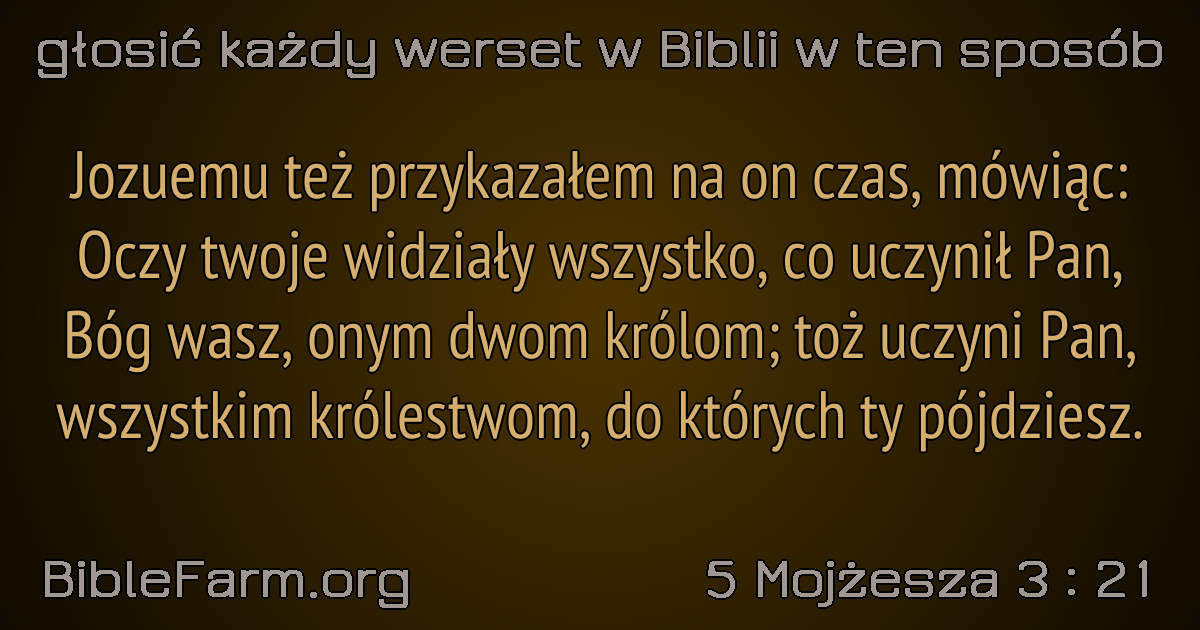 głosić każdy werset w Biblii w ten sposób
Jozuemu też przykazałem na on czas, mówiąc:
Oczy twoje widziały wszystko, co uczynił Pan,
Bóg wasz, onym dwom królom; toż uczyni Pan,
wszystkim królestwom, do których ty pójdziesz.
BibleFarm.org
5 Mojżesza 3 : 21